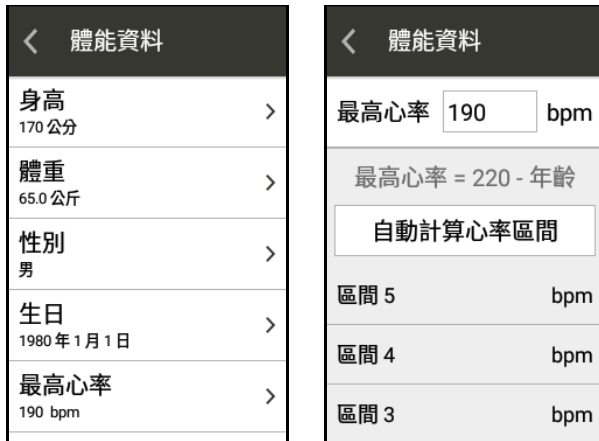 體能資料
身高
170 公分
體重
65.0 公斤
性別
男
生日
1980 年 1 月 1 日
最高心率
190 bpm
體能資料
最高心率 190 bpm
最高心率 = 220 - 年齡
自動計算心率區間
區間 5 bpm
區間 4 bpm
區間 3 bpm